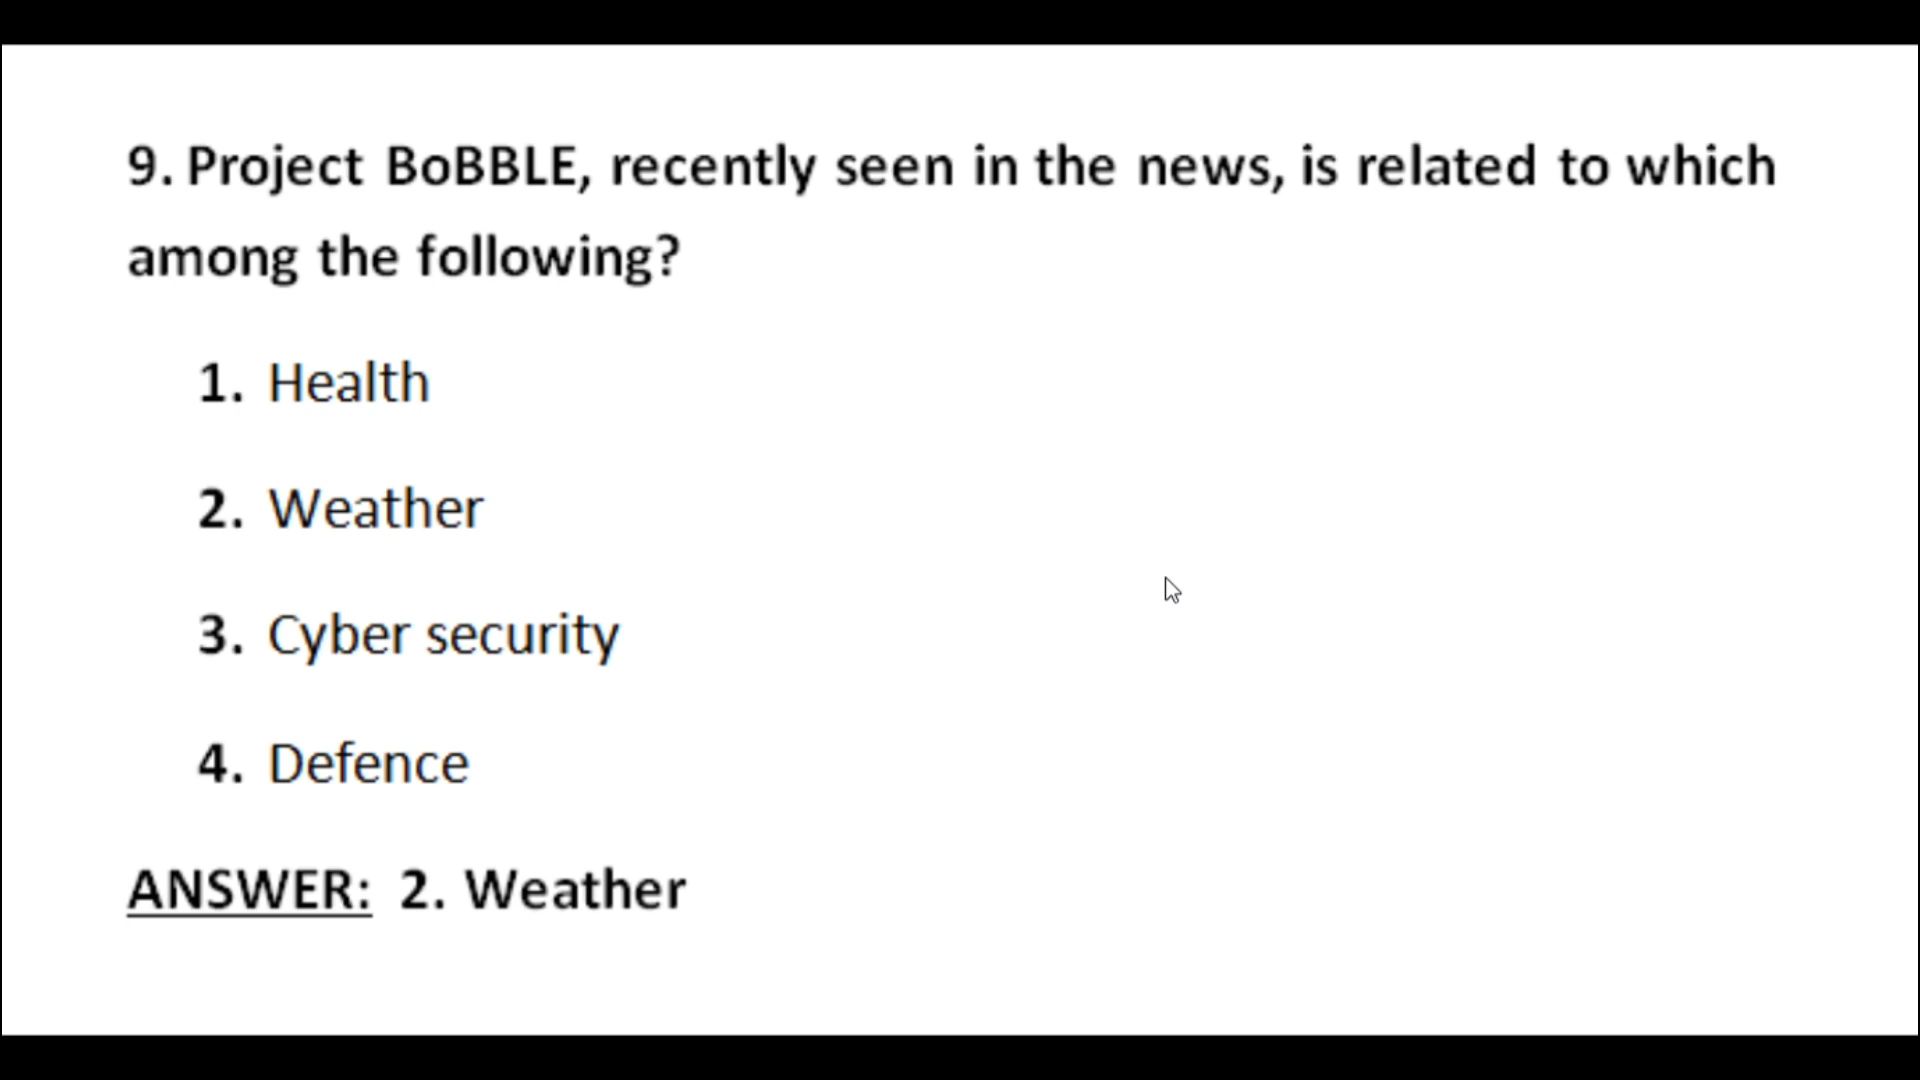 9. Project BoBBLE, recently seen in the news, is related to which
among the following?
1. Health
2. Weather
3. Cyber security
4. Defence
ANSWER: 2. Weather